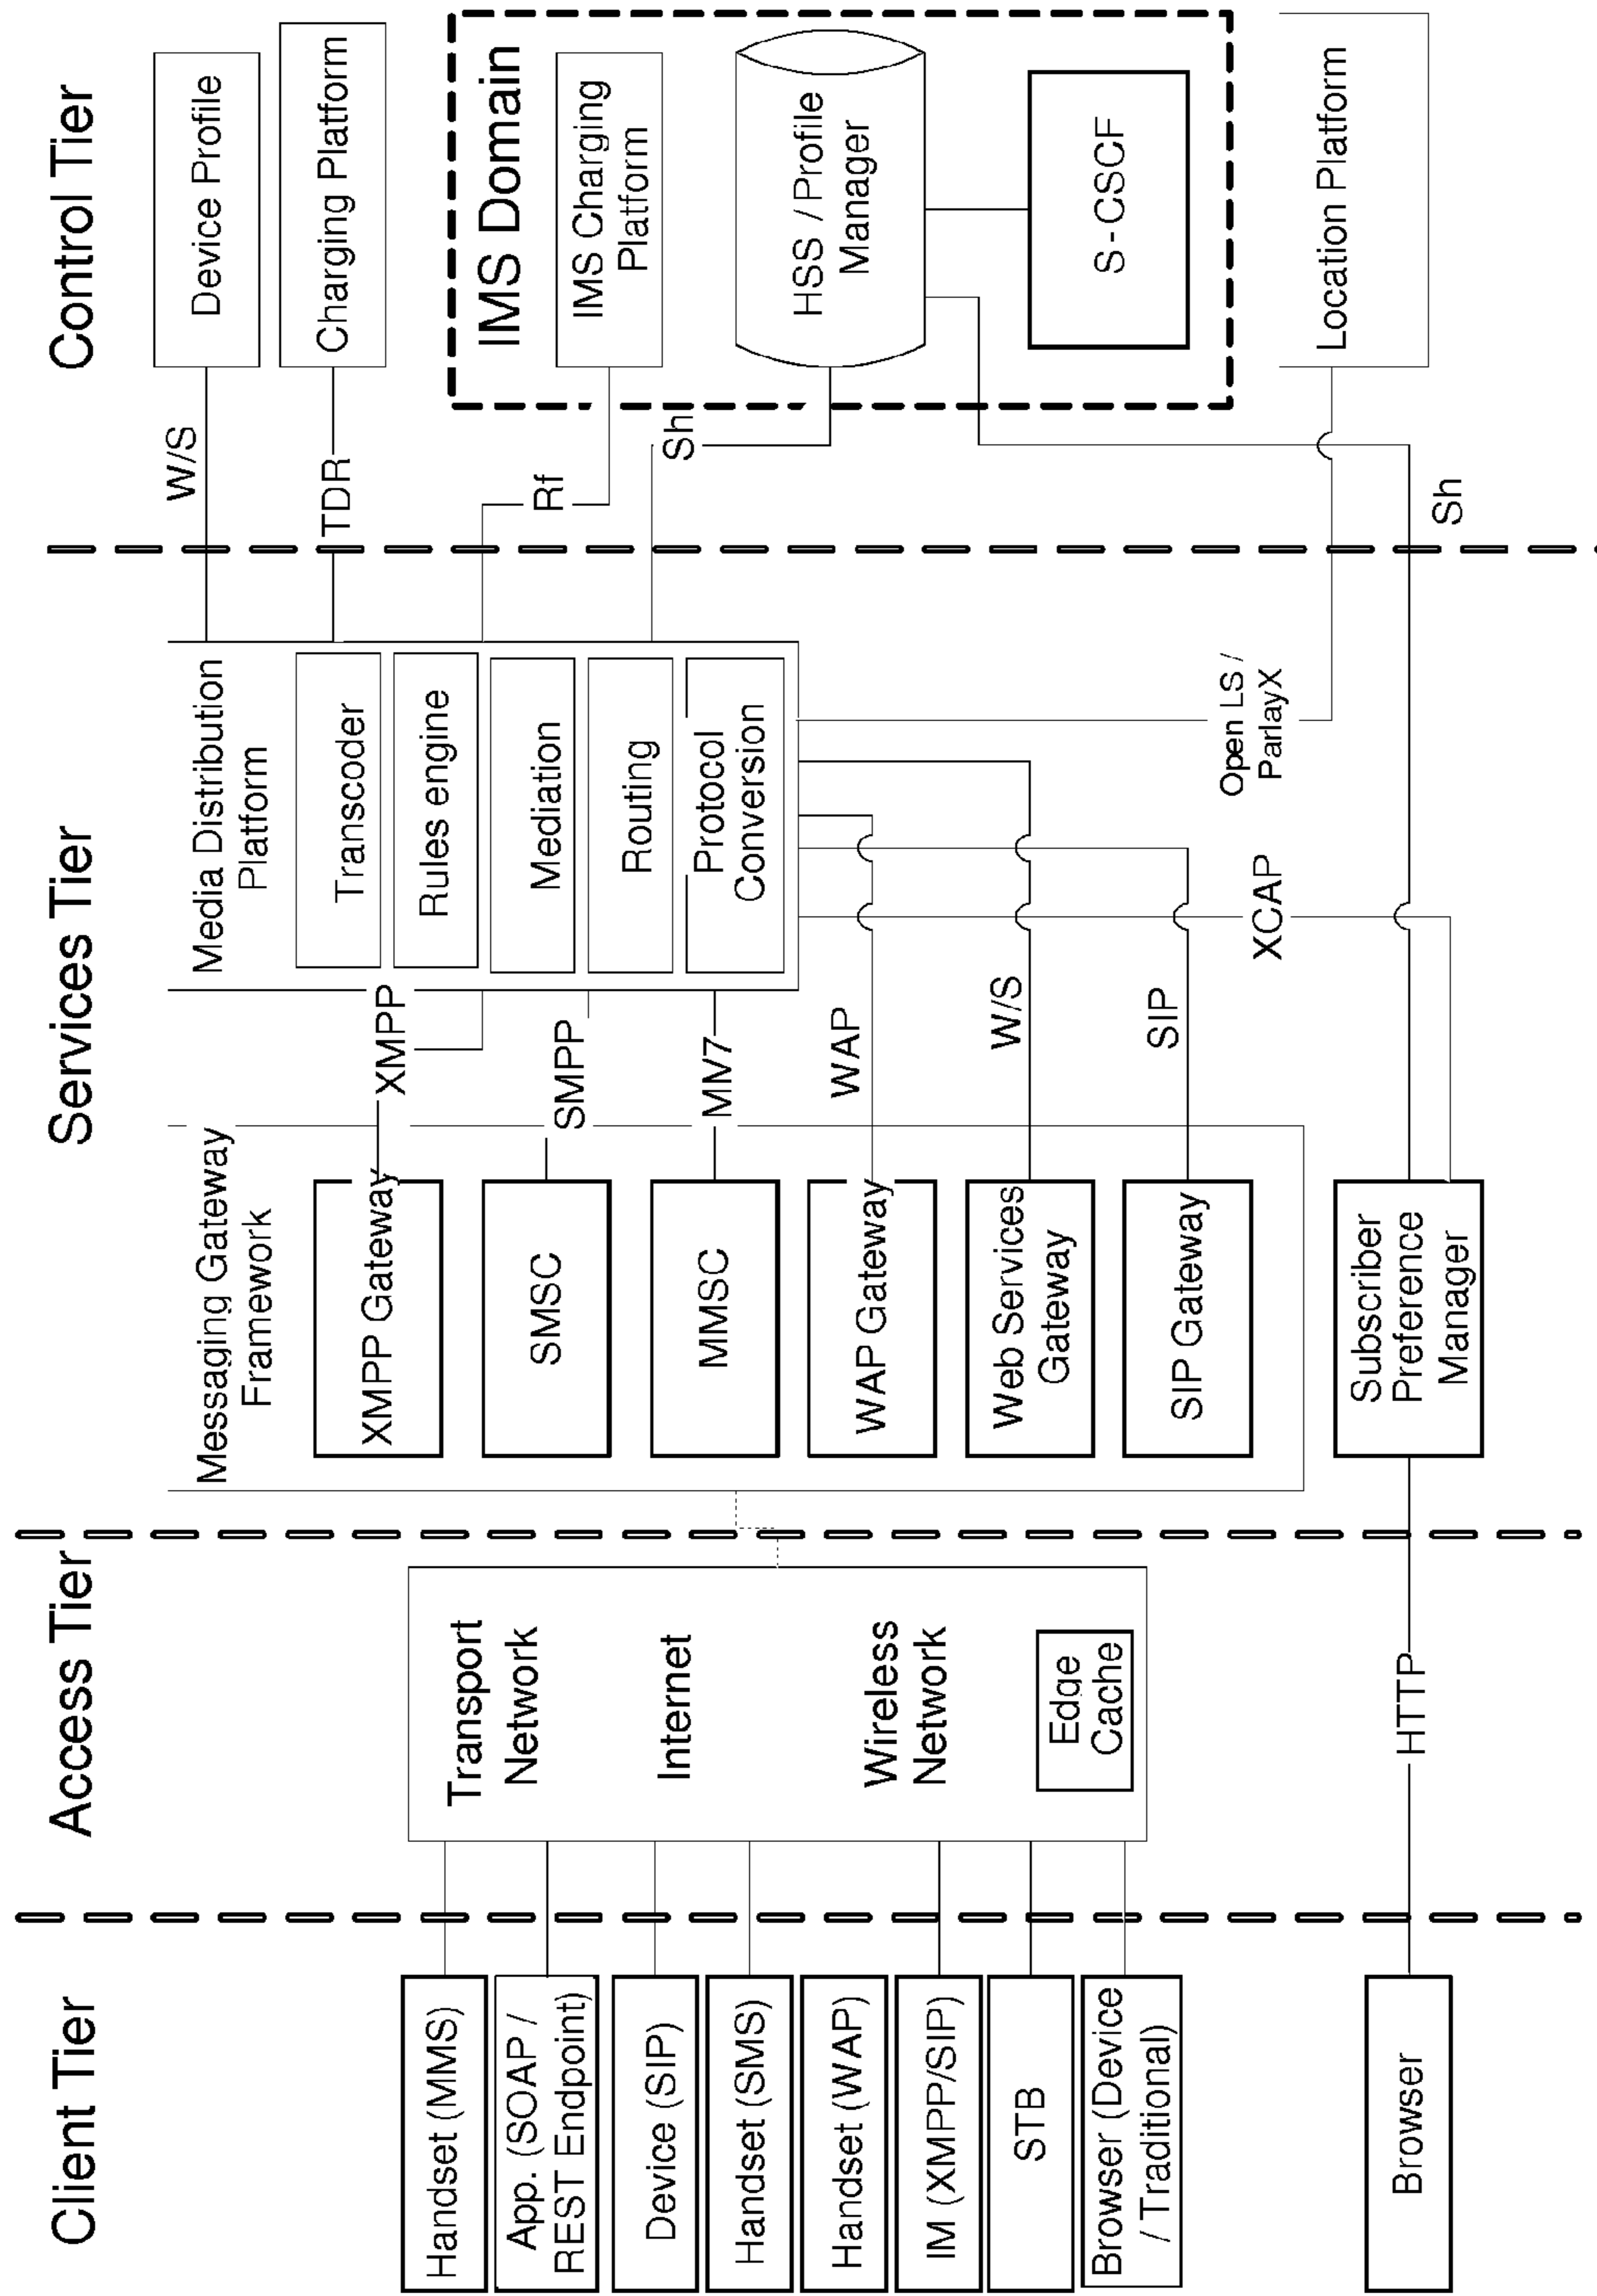 Client Tier
Access Tier
Services Tier
Control Tier
Handset (MMS)
App. (SOAP /
REST Endpoint)
Device (SIP)
Handset (SMS)
Handset (WAP)
IM (XMPP/SIP)
STB
Browser (Device
/ Traditional)
Browser
Transport
Network
Internet
Wireless
Network
Edge
Cache
HTTP
Messaging Gateway
Framework
XMPP Gateway
SMSC
MMSC
WAP Gateway
Web Services
Gateway
SIP Gateway
Subscriber
Preference
Manager
XMPP
SMPP
MM7
WAP
W/S
SIP
XCAP
Media Distribution
Platform
Transcoder
Rules engine
Mediation
Routing
Protocol
Conversion
Open LS /
ParlayX
W/S
TDR
Rf
Sh
Sh
Device Profile
Charging Platform
IMS Domain
IMS Charging
Platform
HSS / Profile
Manager
S-CSCF
Location Platform